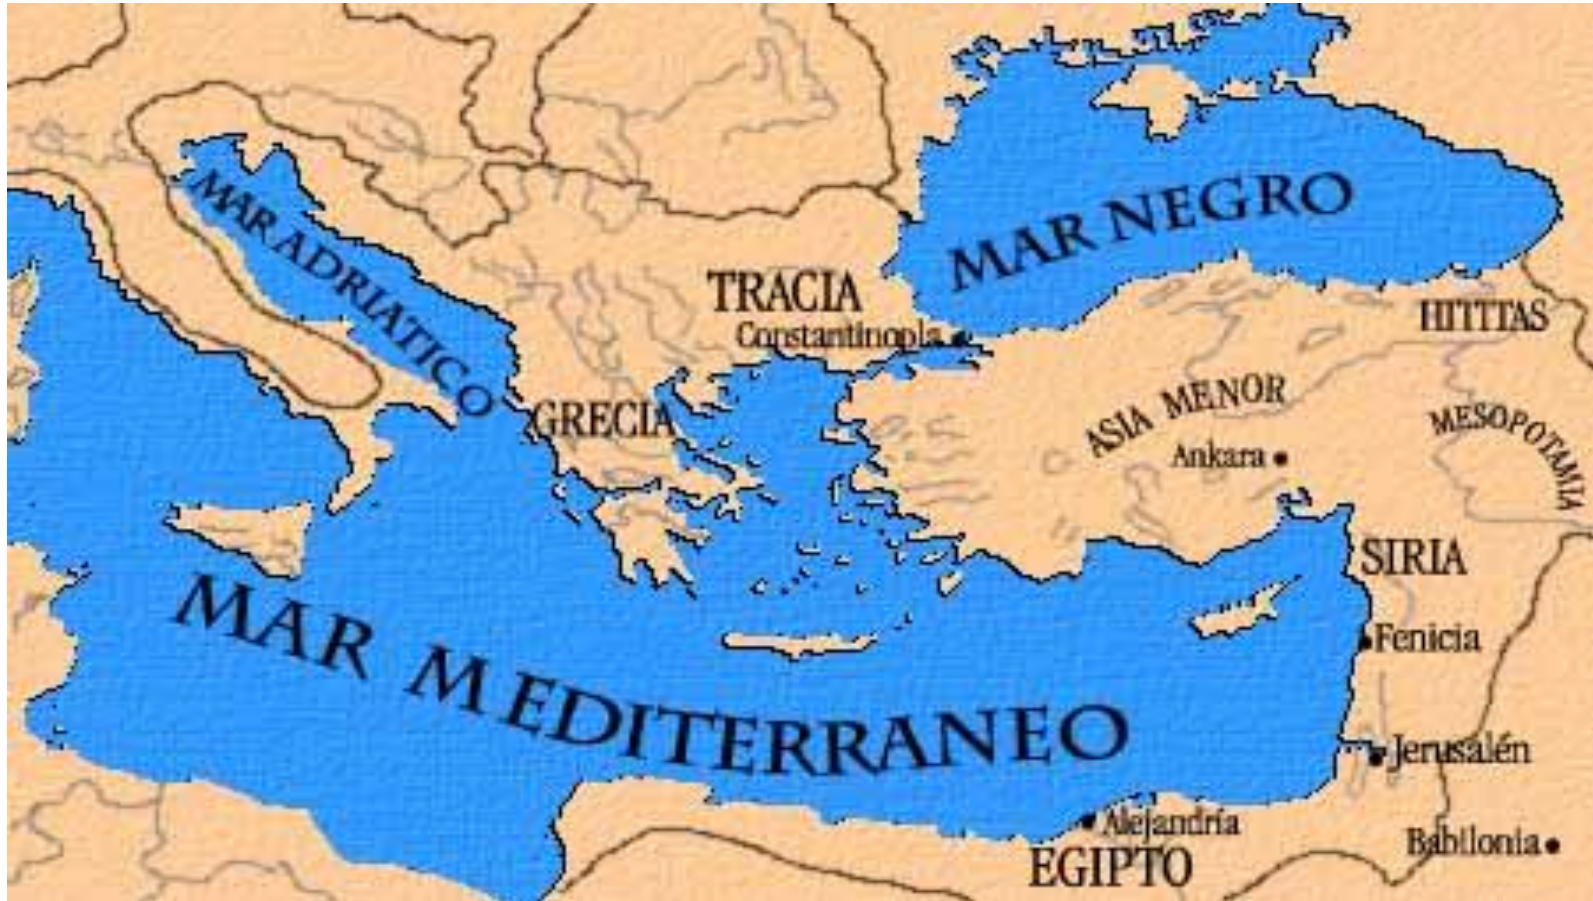 MAR NEGRO
MAR ADRIATICO
TRACIA
Constantinopla
HITITAS
GRECIA
ASIA MENOR
MESOPOTAMIA
Ankara
SIRIA
MAR MEDITERRANEO
Fenicia
Jerusalén
Alejandría
Babilonia
EGIPTO